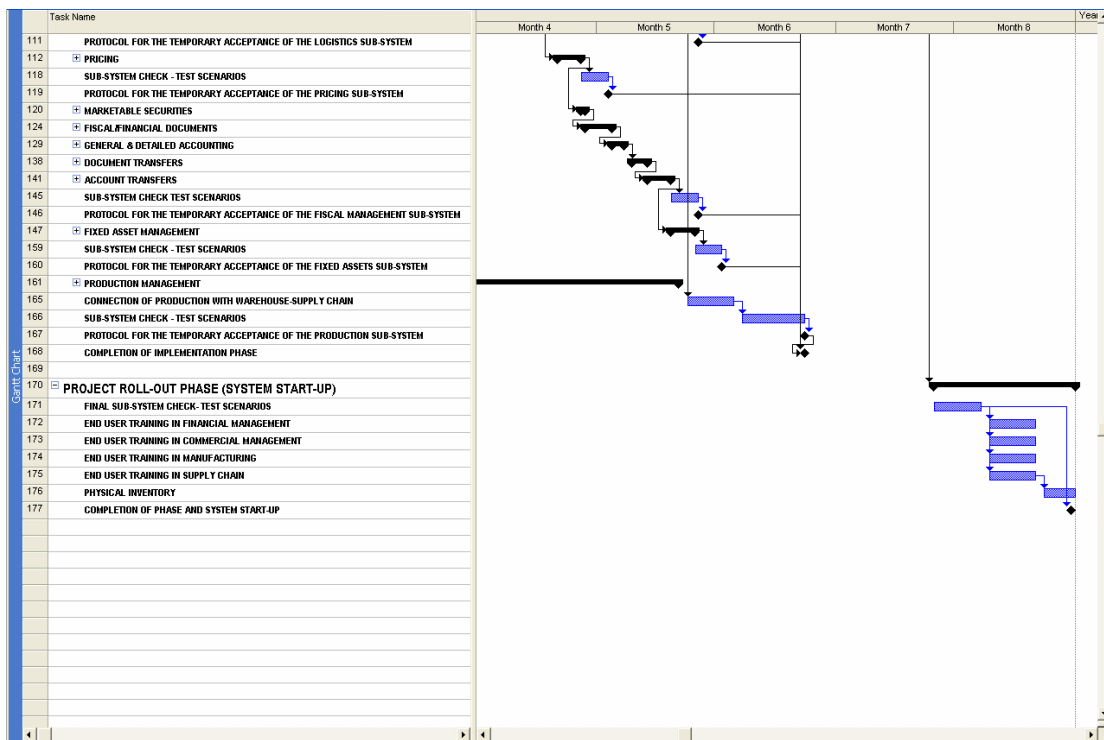 Task Name
Year
Month 4 Month 5 Month 6 Month 7 Month 8
111 PROTOCOL FOR THE TEMPORARY ACCEPTANCE OF THE LOGISTICS SUB-SYSTEM
112 PRICING
118 SUB-SYSTEM CHECK - TEST SCENARIOS
119 PROTOCOL FOR THE TEMPORARY ACCEPTANCE OF THE PRICING SUB-SYSTEM
120 MARKETABLE SECURITIES
124 FISCAL/FINANCIAL DOCUMENTS
129 GENERAL & DETAILED ACCOUNTING
138 DOCUMENT TRANSFERS
141 ACCOUNT TRANSFERS
145 SUB-SYSTEM CHECK TEST SCENARIOS
146 PROTOCOL FOR THE TEMPORARY ACCEPTANCE OF THE FISCAL MANAGEMENT SUB-SYSTEM
147 FIXED ASSET MANAGEMENT
159 SUB-SYSTEM CHECK - TEST SCENARIOS
160 PROTOCOL FOR THE TEMPORARY ACCEPTANCE OF THE FIXED ASSETS SUB-SYSTEM
161 PRODUCTION MANAGEMENT
165 CONNECTION OF PRODUCTION WITH WAREHOUSE-SUPPLY CHAIN
166 SUB-SYSTEM CHECK - TEST SCENARIOS
167 PROTOCOL FOR THE TEMPORARY ACCEPTANCE OF THE PRODUCTION SUB-SYSTEM
168 COMPLETION OF IMPLEMENTATION PHASE
169
170 PROJECT ROLL-OUT PHASE (SYSTEM START-UP)
171 FINAL SUB-SYSTEM CHECK- TEST SCENARIOS
172 END USER TRAINING IN FINANCIAL MANAGEMENT
173 END USER TRAINING IN COMMERCIAL MANAGEMENT
174 END USER TRAINING IN MANUFACTURING
175 END USER TRAINING IN SUPPLY CHAIN
176 PHYSICAL INVENTORY
177 COMPLETION OF PHASE AND SYSTEM START-UP
Gantt Chart